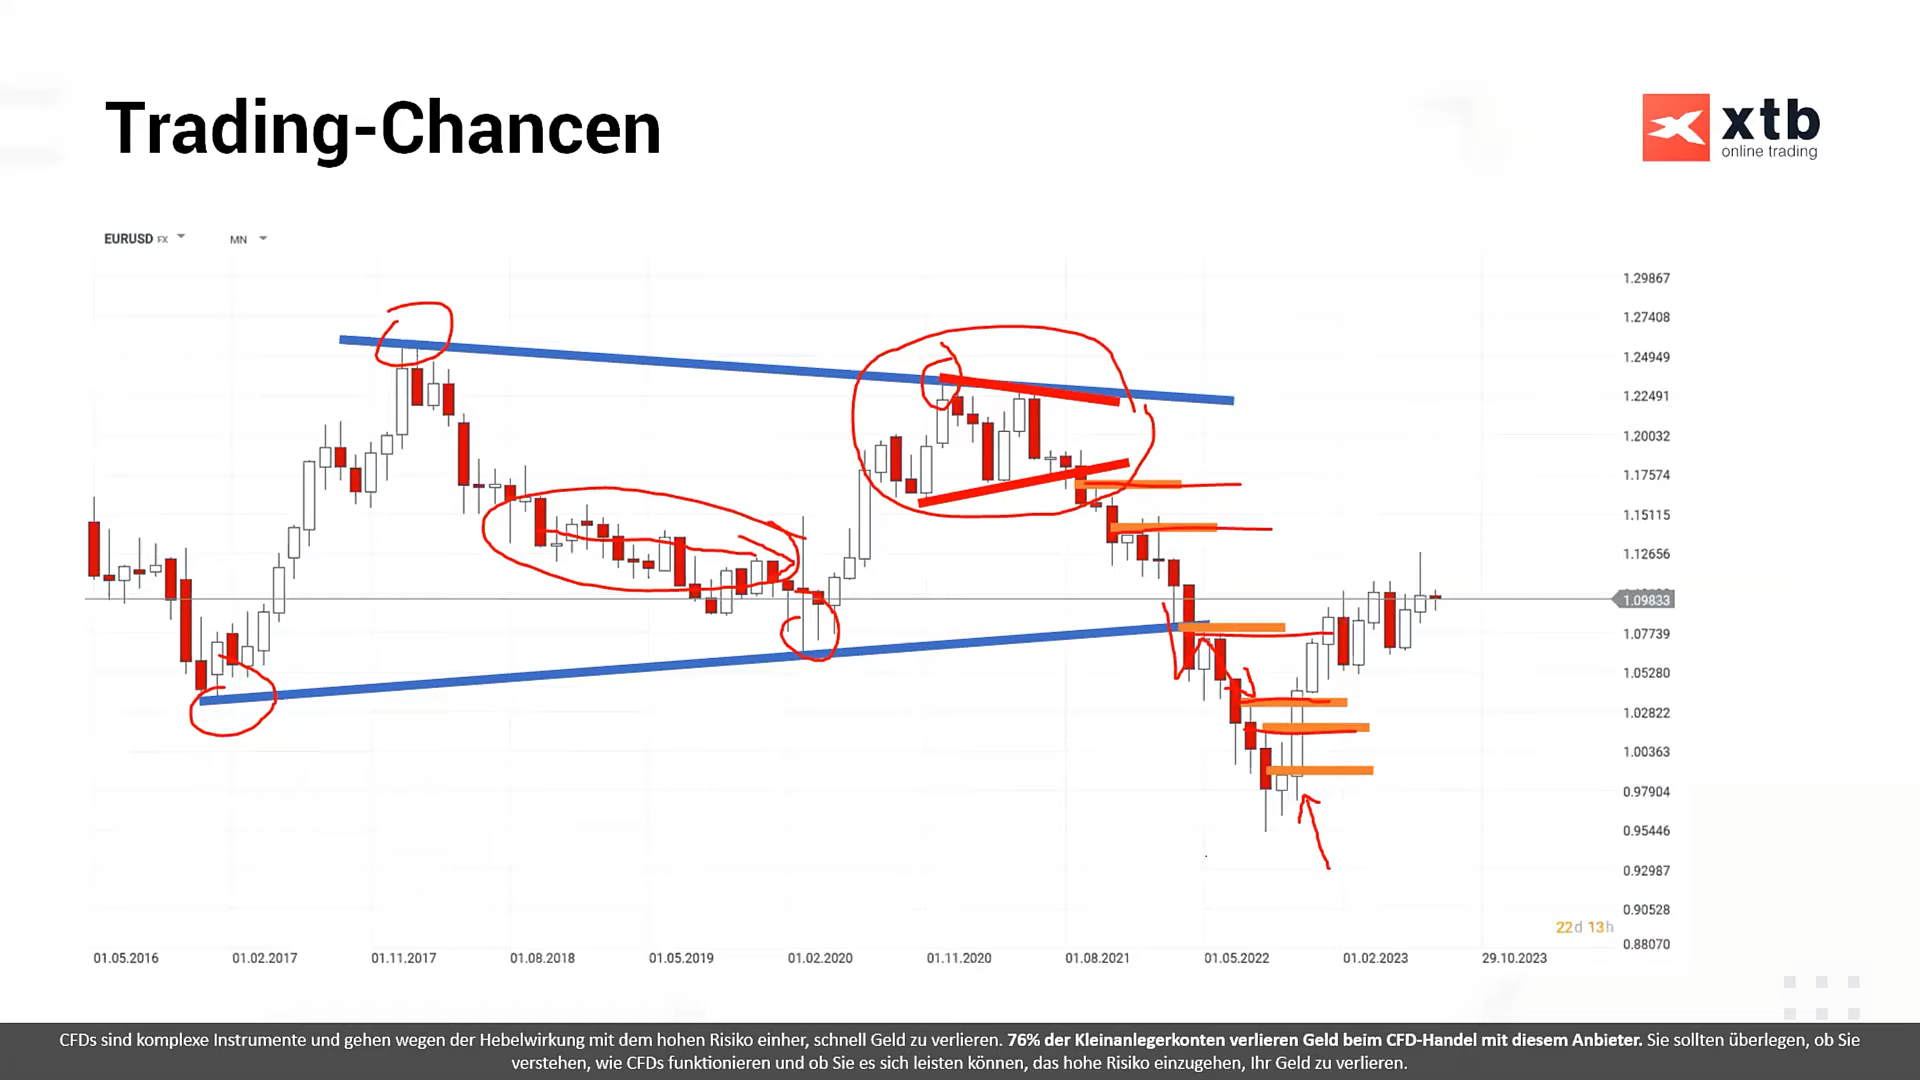 Trading-Chancen
xtb
online trading
EURUSD FX
MN
1.29867
1.27408
1.24949
1.22491
1.20032
1.17574
1.15115
1.12656
1.09833
1.07739
1.05280
1.02822
1.00363
0.97904
0.95446
0.92987
0.90528
22d 13h
0.88070
01.05.2016 01.02.2017 01.11.2017 01.08.2018 01.05.2019 01.02.2020 01.11.2020 01.08.2021 01.05.2022 01.02.2023 29.10.2023
CFDs sind komplexe Instrumente und gehen wegen der Hebelwirkung mit dem hohen Risiko einher, schnell Geld zu verlieren. 76% der Kleinanlegerkonten verlieren Geld beim CFD-Handel mit diesem Anbieter. Sie sollten überlegen, ob Sie
verstehen, wie CFDs funktionieren und ob Sie es sich leisten können, das hohe Risiko einzugehen, Ihr Geld zu verlieren.